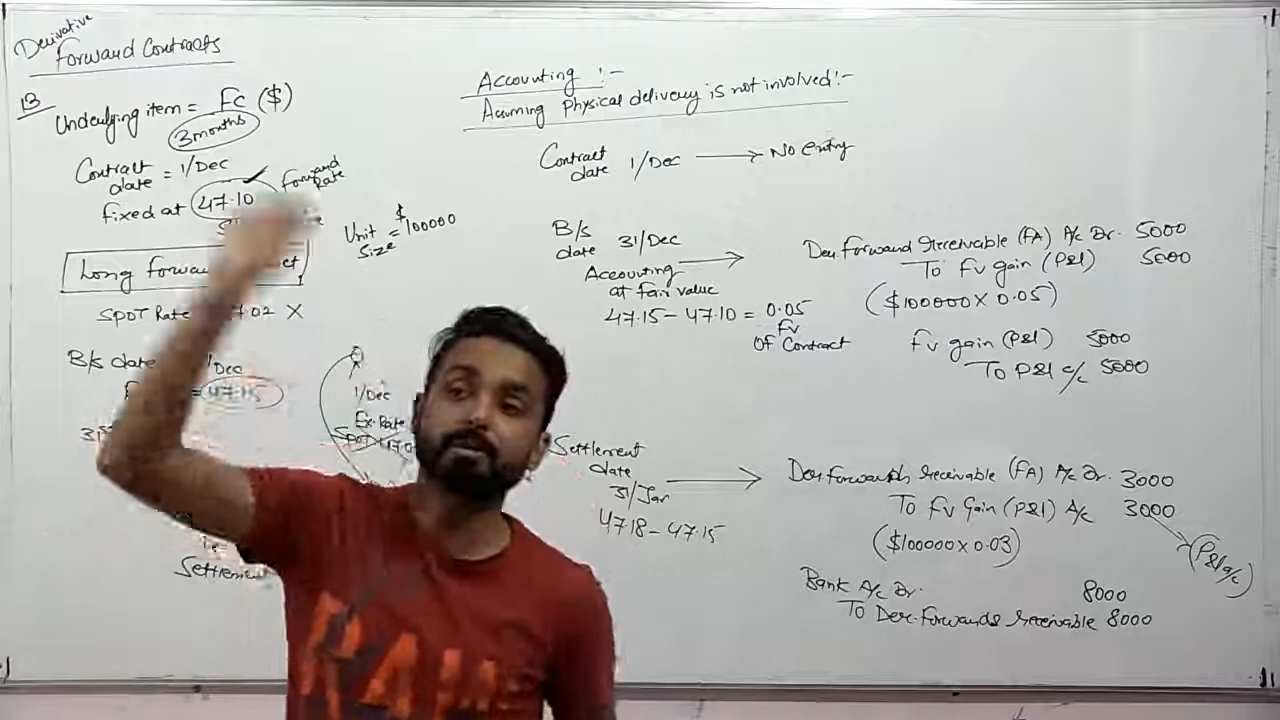 Derivative
Forward Contracts
13
Underlying item = FC ($)
3 months
Contract date = 1/Dec
Forward Rate
fixed at 47.10
Unit Size = $ 100000
Long Forwa
SPOT Rate
7.02 X
B/s date
/Dec
= 47.15
1/Dec
Ex. Rate
Settlement
Accounting :-
Assuming Physical delivery is not involved :-
Contract date 1/Dec → No entry
B/s date 31/Dec →
Accounting at fair value
47.15 - 47.10 = 0.05
FV Of Contract
Der. Forward Receivable (FA) A/c Dr. 5000
To FV gain (P&L) 5000
($100000 X 0.05)
FV gain (P&L) 5000
To P&L a/c 5000
Settlement date 31/Jan →
47.18 - 47.15
Der. Forwards receivable (FA) A/c Dr. 3000
To FV Gain (P&L) A/c 3000
(P&L a/c)
($100000 X 0.03)
Bank A/c Dr. 8000
To Der. Forwards Receivable 8000
RAW